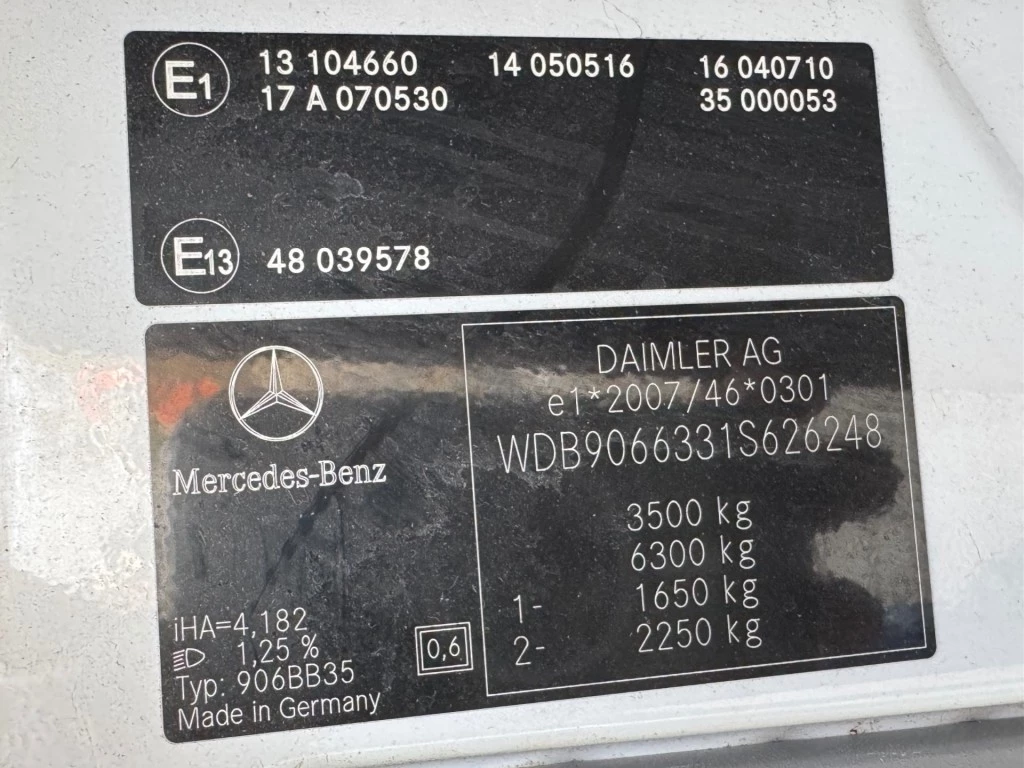 E1 13 104660 14 050516 16 040710
17 A 070530 35 000053
E13 48 039578
DAIMLER AG
e1*2007/46*0301
WDB9066331S626248
Mercedes-Benz
3500 kg
6300 kg
1- 1650 kg
2- 2250 kg
iHA=4,182
1,25 %
0,6
Typ: 906BB35
Made in Germany